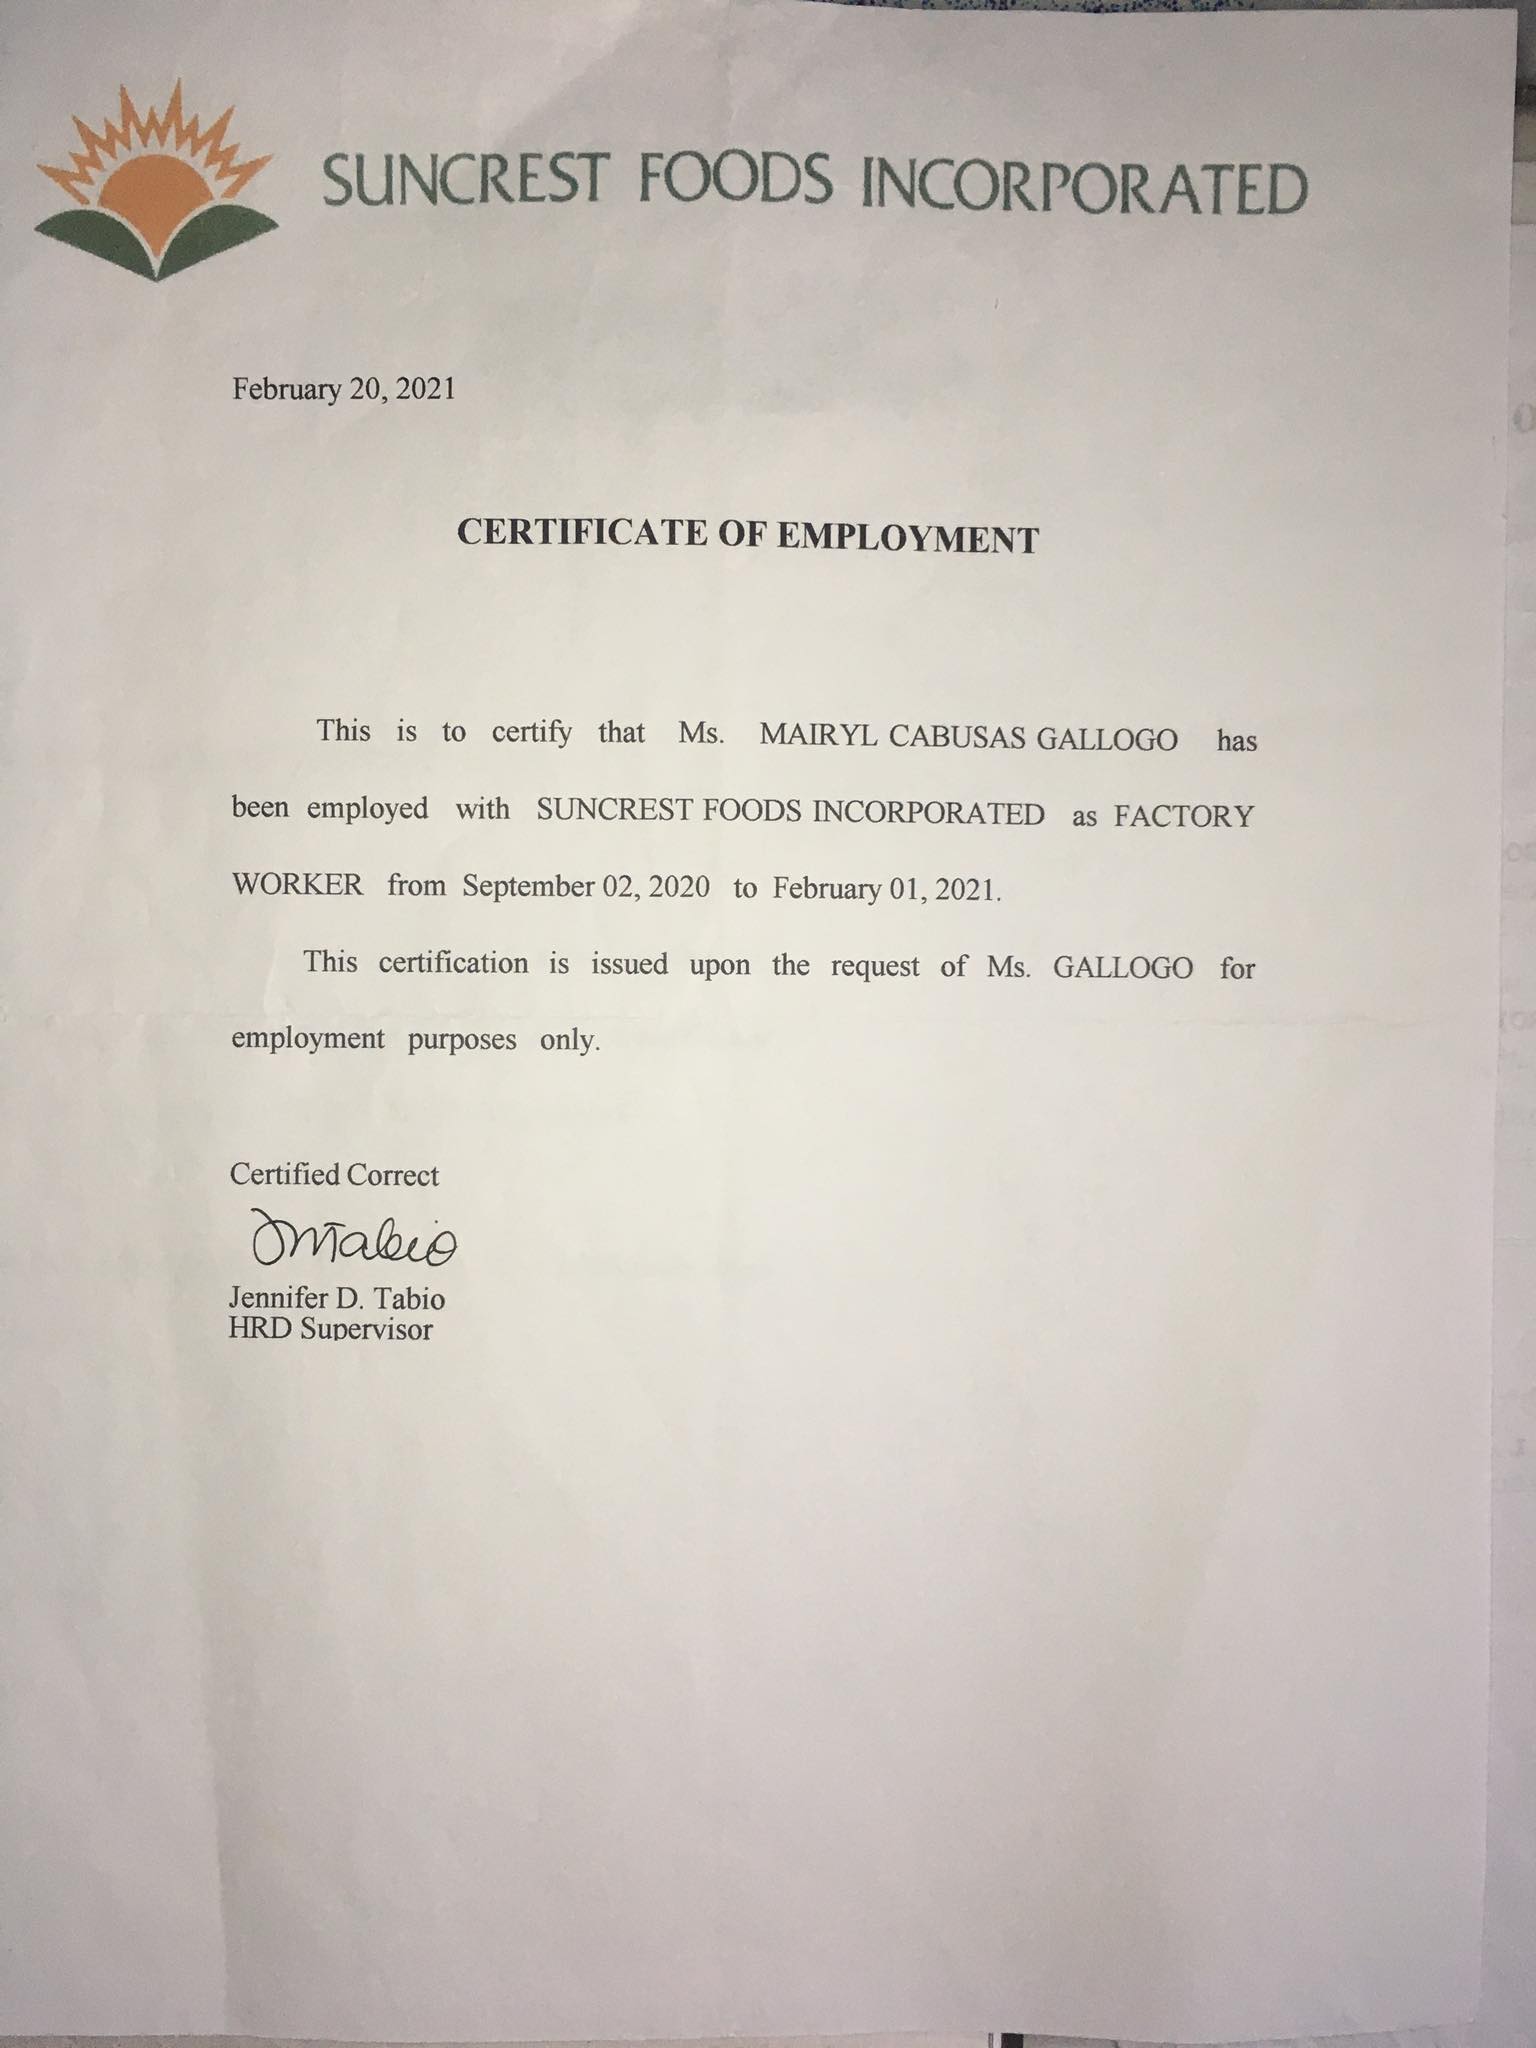 SUNCREST FOODS INCORPORATED
February 20, 2021
CERTIFICATE OF EMPLOYMENT
This is to certify that Ms. MAIRYL CABUSAS GALLOGO has
been employed with SUNCREST FOODS INCORPORATED as FACTORY
WORKER from September 02, 2020 to February 01, 2021.
This certification is issued upon the request of Ms. GALLOGO for
employment purposes only.
Certified Correct
JMTabio
Jennifer D. Tabio
HRD Supervisor